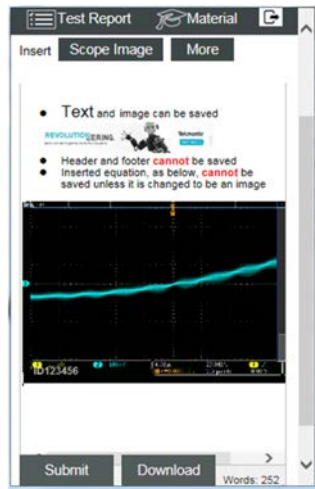 Test Report Material
Insert Scope Image More
Text and image can be saved
REVOLUTIONEERING.
Tektronix
Header and footer cannot be saved
Inserted equation, as below, cannot be
saved unless it is changed to be an image
ID123456
Submit Download
Words: 252